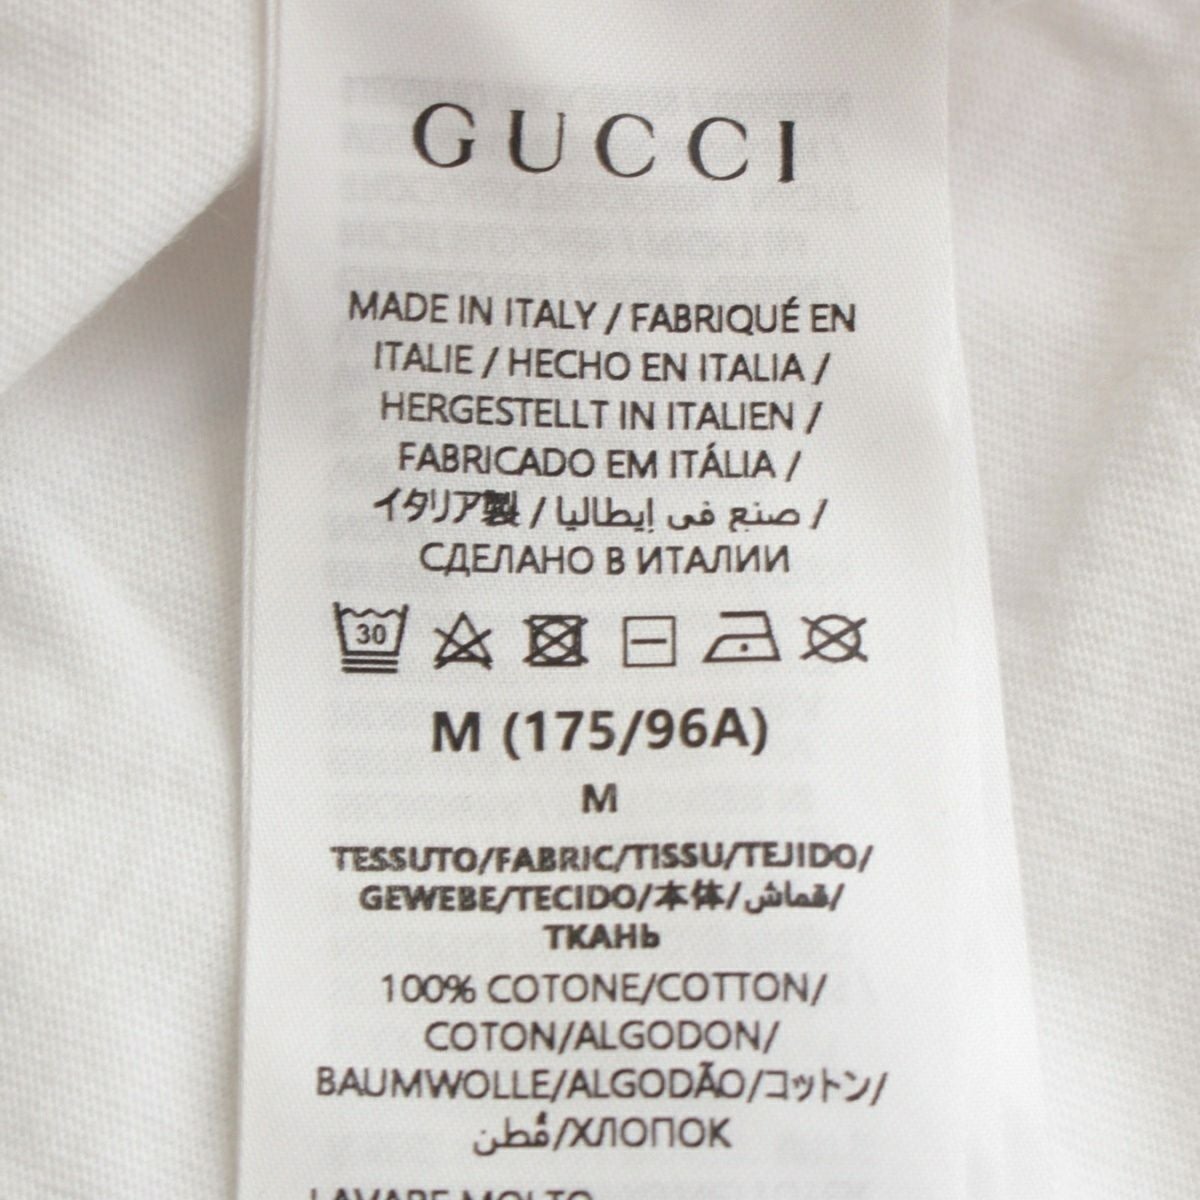 GUCCI
MADE IN ITALY / FABRIQUÉ EN
ITALIE / HECHO EN ITALIA /
HERGESTELLT IN ITALIEN /
FABRICADO EM ITÁLIA /
イタリア製 / صنع في إيطاليا /
СДЕЛАНО В ИТАЛИИ
30
M (175/96A)
M
TESSUTO/FABRIC/TISSU/TEJIDO/
GEWEBE/TECIDO/本体/قماش/
ТКАНЬ
100% COTONE/COTTON/
COTON/ALGODON/
BAUMWOLLE/ALGODÃO/コットン/
قُطن/ХЛОПОК
LAVARE MOLTO